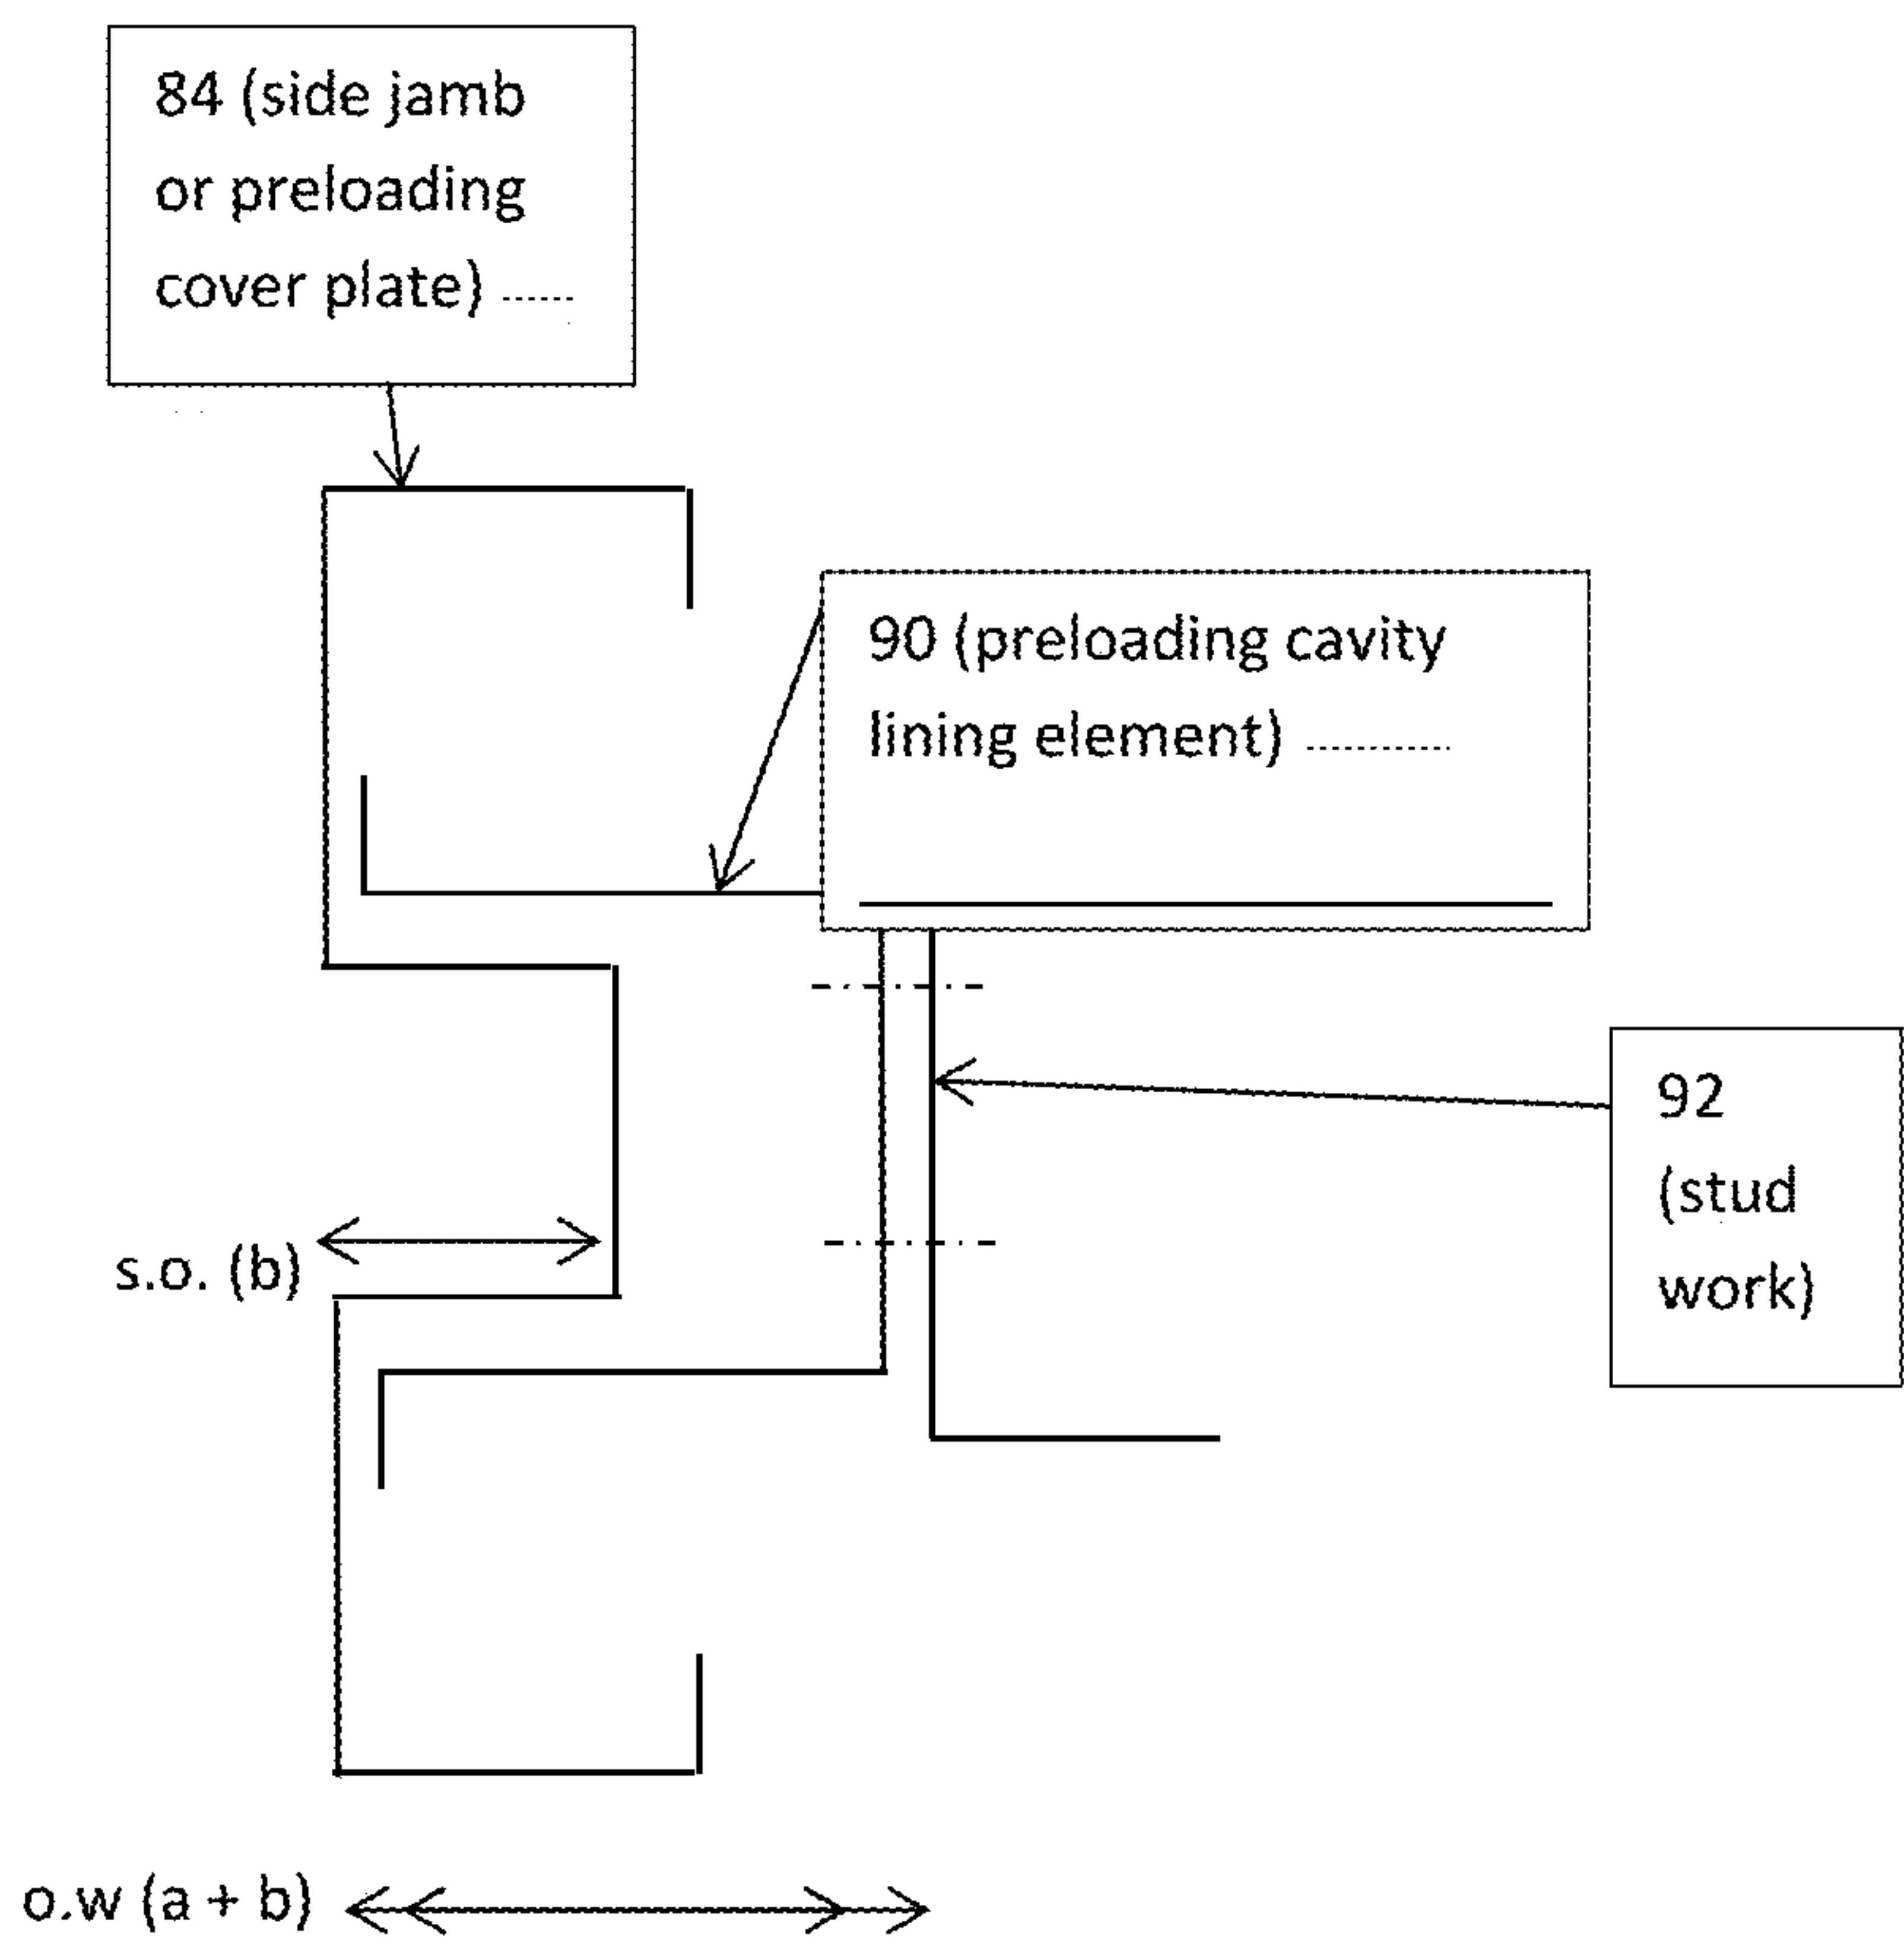 84 (side jamb
or preloading
cover plate) ......
90 (preloading cavity
lining element) ............
92
(stud
work)
s.o. (b)
o.w (a + b)